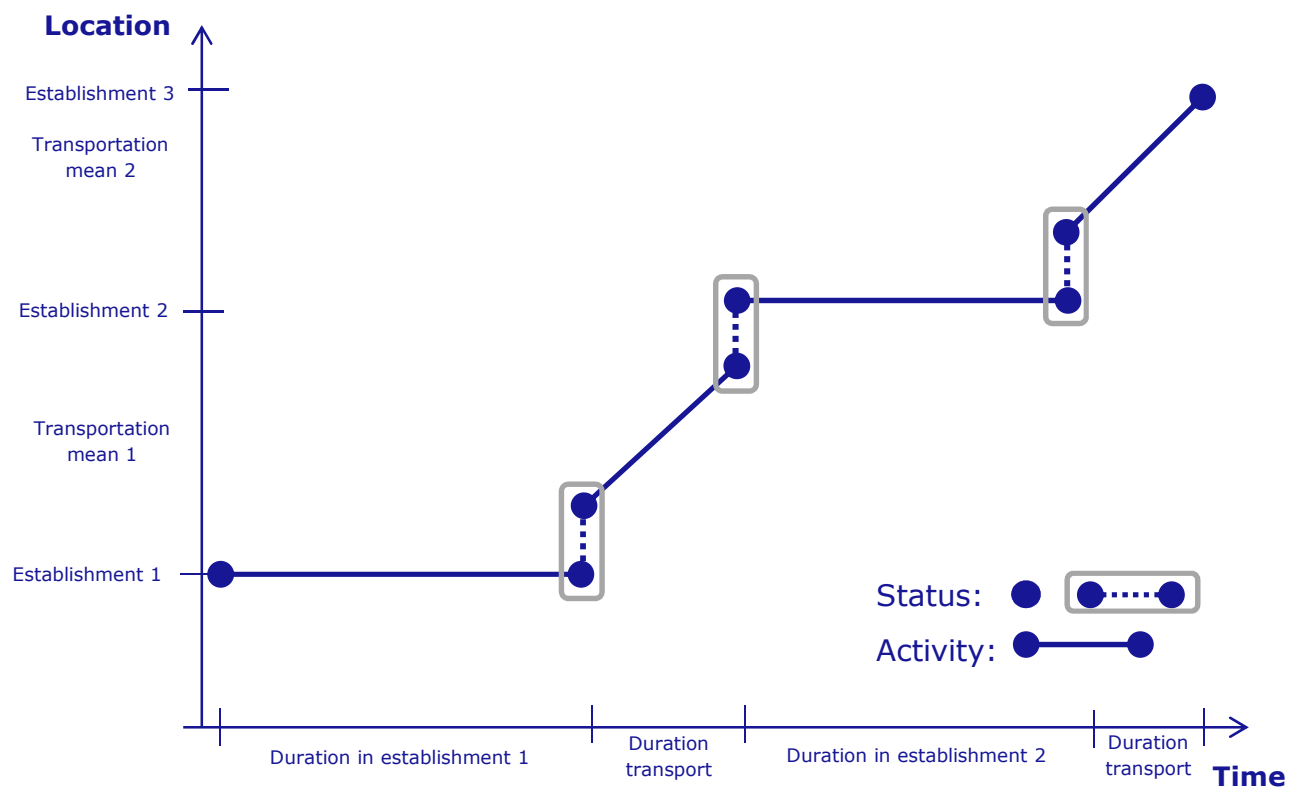 Location
Establishment 3
Transportation
mean 2
Establishment 2
Transportation
mean 1
Establishment 1
Status:
Activity:
Duration in establishment 1
Duration
transport
Duration in establishment 2
Duration
transport
Time